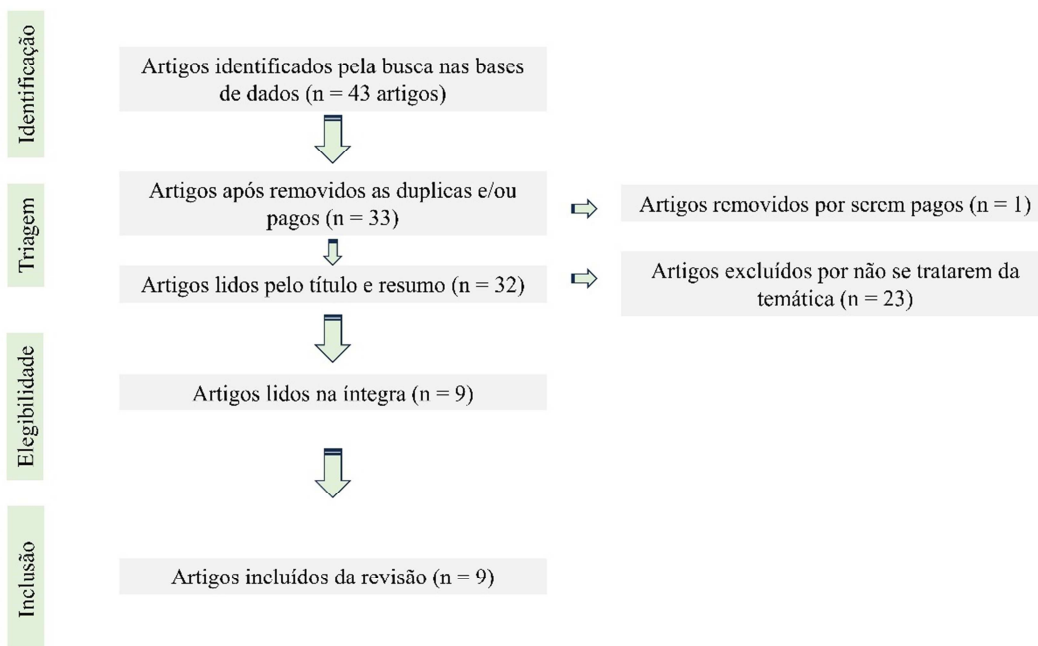 Identificação
Artigos identificados pela busca nas bases
de dados (n = 43 artigos)
Triagem
Artigos após removidos as duplicas e/ou
pagos (n = 33)
Artigos removidos por serem pagos (n = 1)
Artigos lidos pelo título e resumo (n = 32)
Artigos excluídos por não se tratarem da
temática (n = 23)
Elegibilidade
Artigos lidos na íntegra (n = 9)
Inclusão
Artigos incluídos da revisão (n = 9)